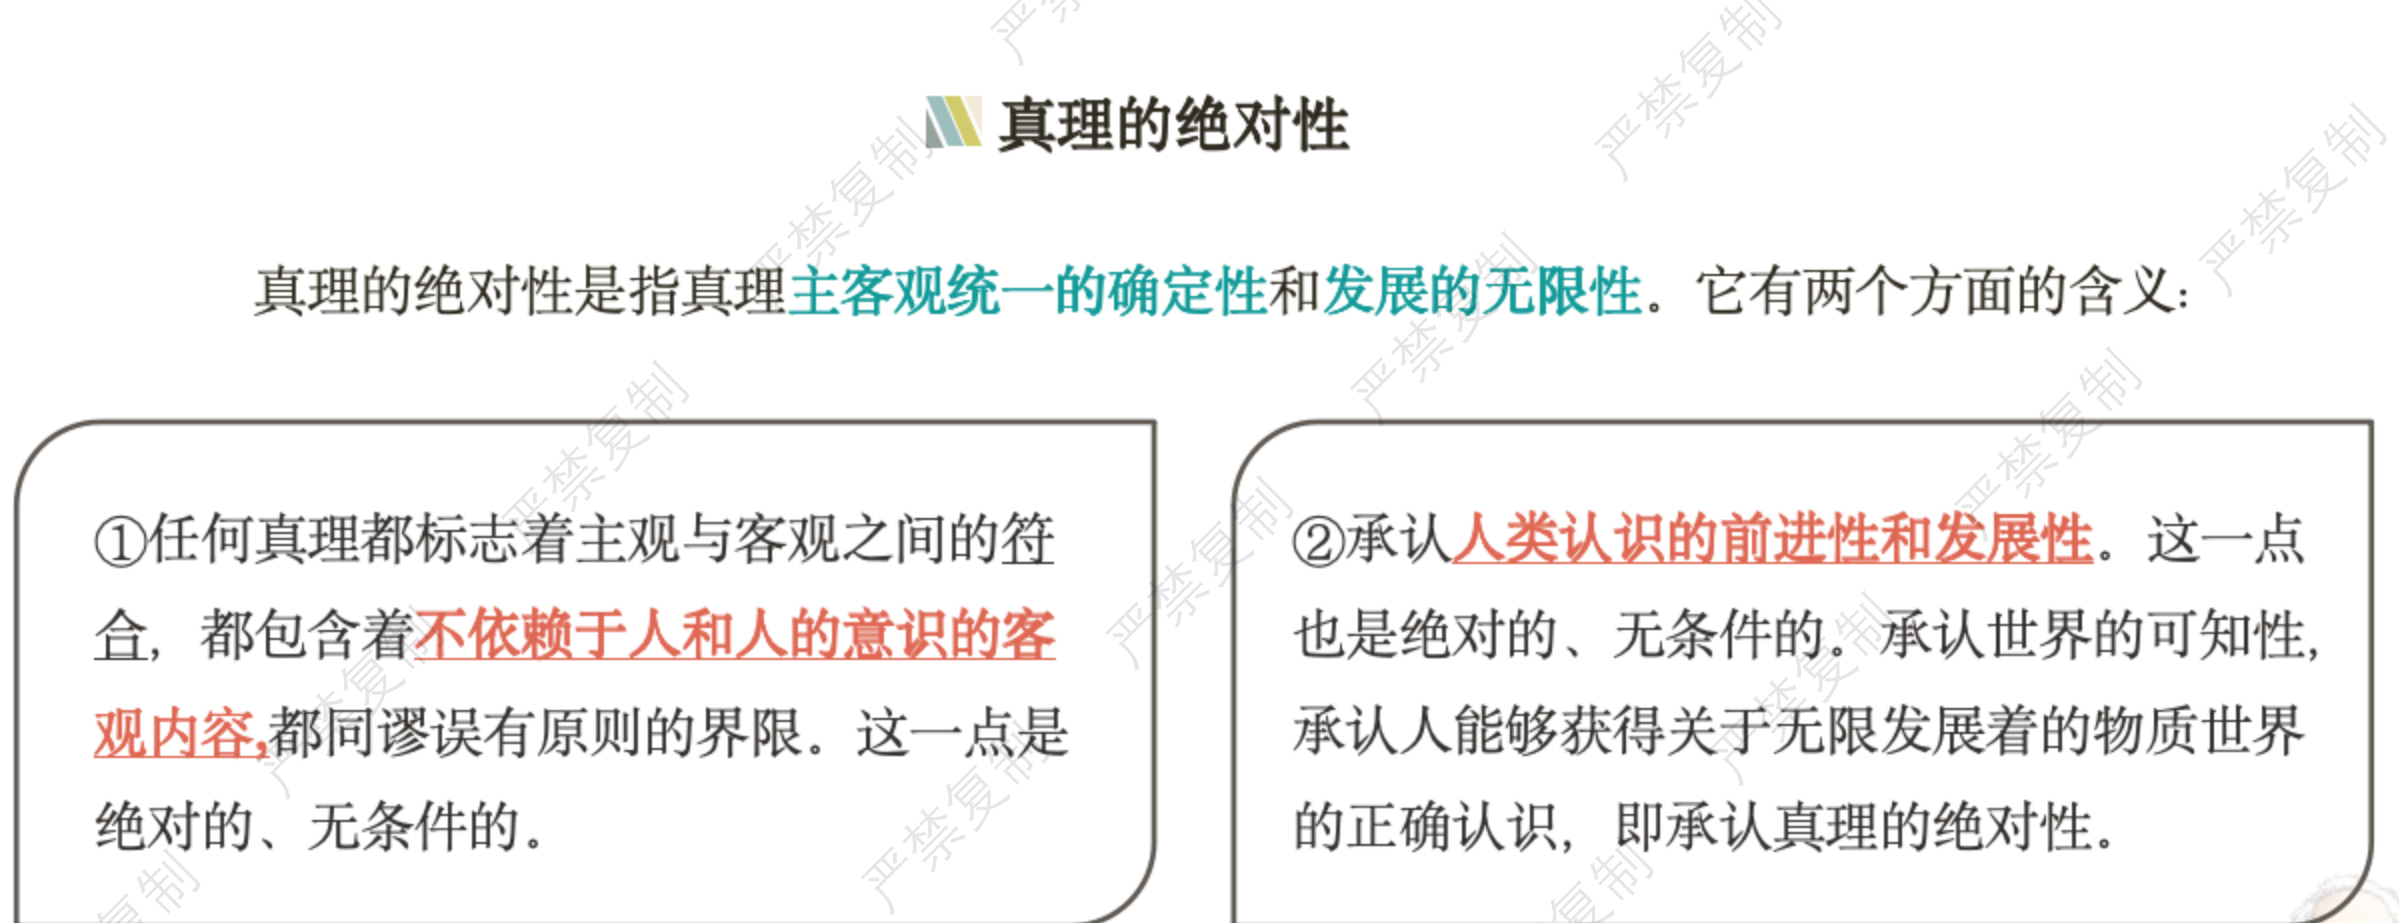 真理的绝对性
真理的绝对性是指真理主客观统一的确定性和发展的无限性。它有两个方面的含义:
①任何真理都标志着主观与客观之间的符
合,都包含着不依赖于人和人的意识的客
观内容,都同谬误有原则的界限。这一点是
绝对的、无条件的。
②承认人类认识的前进性和发展性。这一点
也是绝对的、无条件的。承认世界的可知性,
承认人能够获得关于无限发展着的物质世界
的正确认识,即承认真理的绝对性。
严禁复制
严禁复制
严禁复制
严禁复制
严禁复制
严禁复制
严禁复制
严禁复制
严禁复制
严禁复制
严禁复制